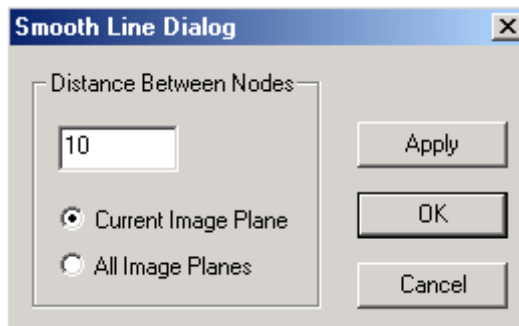 Smooth Line Dialog
Distance Between Nodes
10
Current Image Plane
All Image Planes
Apply
OK
Cancel